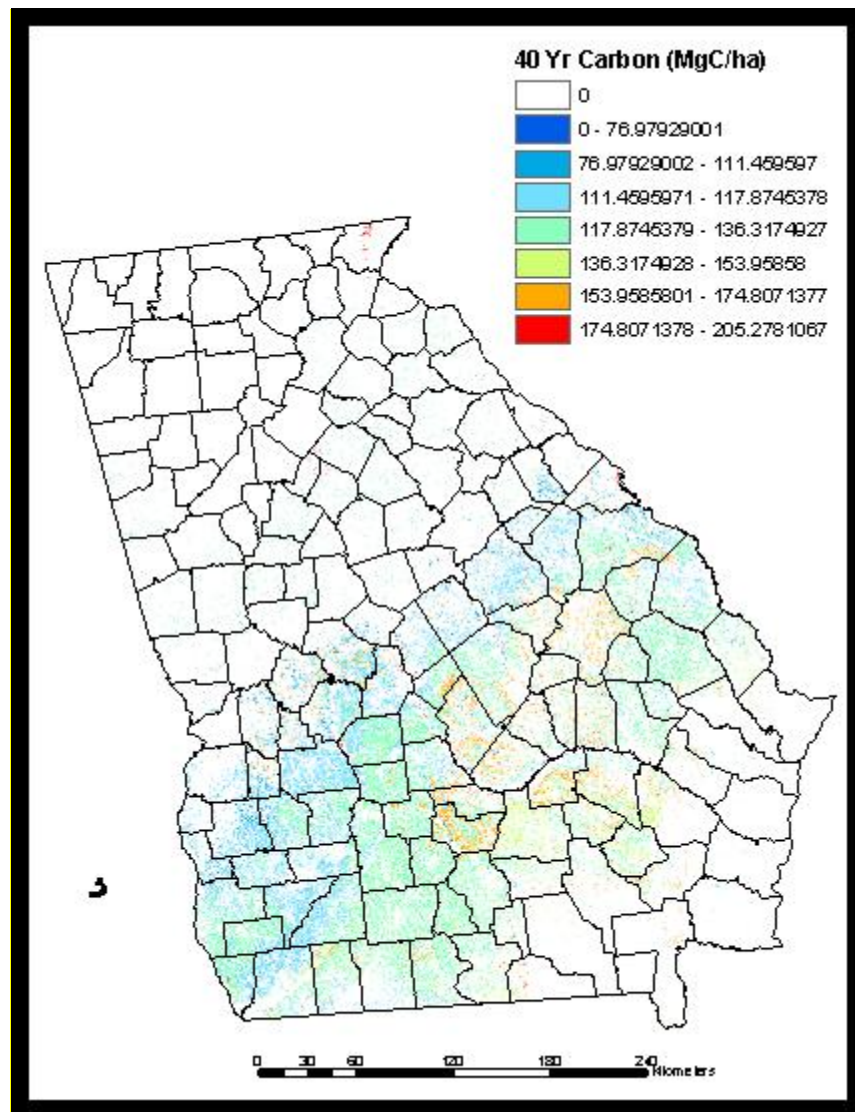 40 Yr Carbon (MgC/ha)
0
0 - 76.97929001
76.97929002 - 111.459597
111.4595971 - 117.8745378
117.8745379 - 136.3174927
136.3174928 - 153.95858
153.9585801 - 174.8071377
174.8071378 - 205.2781067
0 30 60 120 180 240
Kilometers